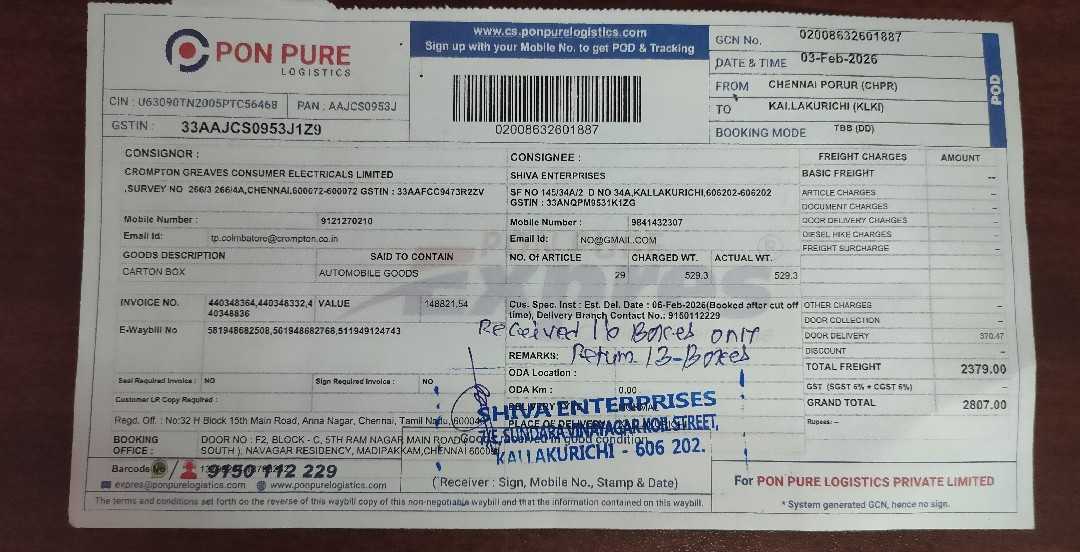 PON PURE
LOGISTICS
www.cs.ponpurelogistics.com
Sign up with your Mobile No. to get POD & Tracking
02008632601887
GCN No. 02008632601887
DATE & TIME 03-Feb-2026
FROM CHENNAI PORUR (CHPR)
TO KALLAKURICHI (KLKI)
BOOKING MODE TBB (DD)
POD
CIN : U63090TNZ005PTC56468 PAN : AAJCS0953J
GSTIN : 33AAJCS0953J1Z9
CONSIGNOR :
CROMPTON GREAVES CONSUMER ELECTRICALS LIMITED
,SURVEY NO 266/3 266/4A,CHENNAI,600072-600072 GSTIN : 33AAFCC9473R2ZV
Mobile Number : 9121270210
Email Id: tp.coimbatore@crompton.co.in
GOODS DESCRIPTION SAID TO CONTAIN
CARTON BOX AUTOMOBILE GOODS
INVOICE NO. 440348364,440348332,4 VALUE 148821.54
40348836
E-Waybill No 581948682508,561948682768,511949124743
Seal Required Invoice : NO Sign Required Invoice : NO
Customer LR Copy Required :
CONSIGNEE :
SHIVA ENTERPRISES
SF NO 145/34A/2 D NO 34A,KALLAKURICHI,606202-606202
GSTIN : 33ANQPM9531K1ZG
Mobile Number : 9841432307
Email Id: NO@GMAIL.COM
NO. OF ARTICLE CHARGED WT. ACTUAL WT.
29 529.3 529.3
Cus. Spec. Inst : Est. Del. Date : 06-Feb-2026(Booked after cut off
time), Delivery Branch Contact No.: 9150112229
Received 16 Boxes only
REMARKS: Return 13-Boxes
ODA Location :
ODA Km : 0.00
PLACE OF DELIVERY
SHIVA ENTERPRISES
SUNDARA VINAYAGAR KOIL STREET,
KALLAKURICHI - 606 202.
in good condition
(Receiver : Sign, Mobile No., Stamp & Date)
FREIGHT CHARGES AMOUNT
BASIC FREIGHT --
ARTICLE CHARGES --
DOCUMENT CHARGES --
DOOR DELIVERY CHARGES --
DIESEL HIKE CHARGES --
FREIGHT SURCHARGE --
OTHER CHARGES --
DOOR COLLECTION --
DOOR DELIVERY 370.47
DISCOUNT --
TOTAL FREIGHT 2379.00
GST (SGST 6% + CGST 6%) --
GRAND TOTAL 2807.00
Rupees: --
Regd. Off. : No:32 H Block 15th Main Road, Anna Nagar, Chennai, Tamil Nadu,
BOOKING OFFICE : DOOR NO : F2, BLOCK - C, 5TH RAM NAGAR MAIN ROAD
SOUTH ). NAVAGAR RESIDENCY, MADIPAKKAM,CHENNAI
Barcode No / 9150 112 229
expres@ponpurelogistics.com www.ponpurelogistics.com
The terms and conditions set forth on the reverse of this waybill copy of this non-negotiable waybill and that the information contained on this waybill.
For PON PURE LOGISTICS PRIVATE LIMITED
* System generated GCN, hence no sign.